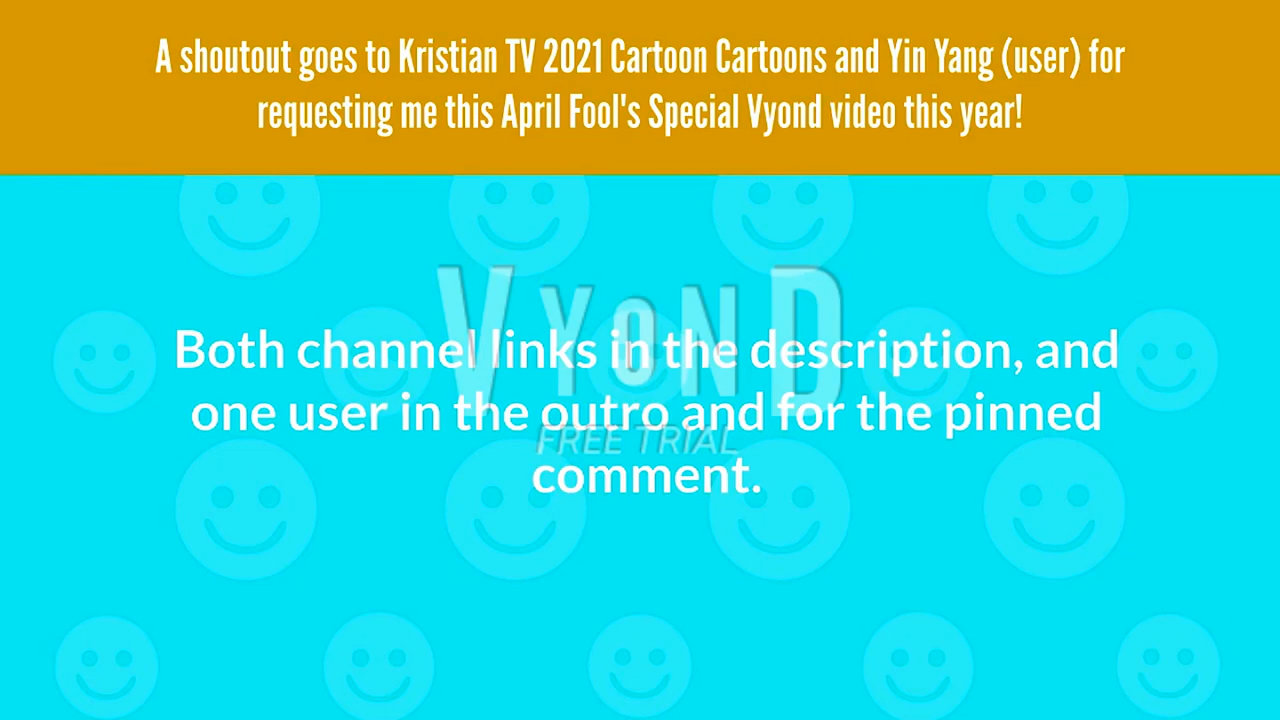 A shoutout goes to Kristian TV 2021 Cartoon Cartoons and Yin Yang (user) for
requesting me this April Fool's Special Vyond video this year!
VYOND
Both channel links in the description, and
one user in the outro and for the pinned
FREE TRIAL
comment.